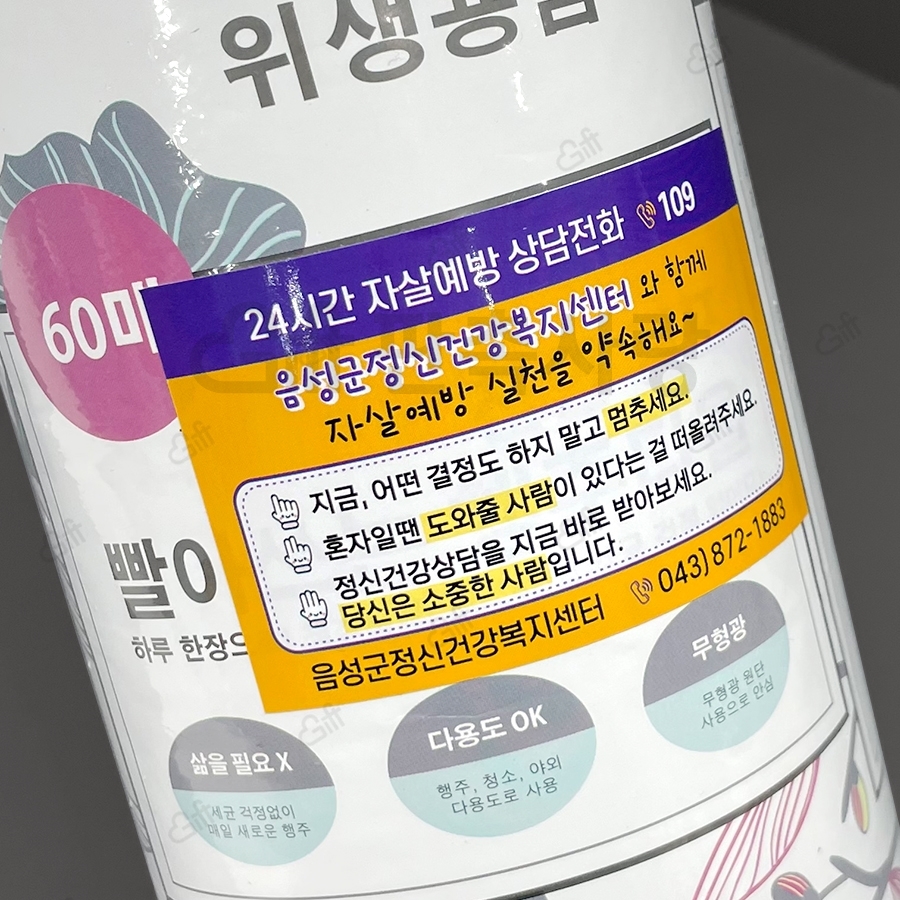 위생용품
60매
24시간 자살예방 상담전화 109
음성군정신건강복지센터 와 함께
자살예방 실천을 약속해요~
지금, 어떤 결정도 하지 말고 멈추세요.
혼자일땐 도와줄 사람이 있다는 걸 떠올려주세요.
정신건강상담을 지금 바로 받아보세요.
당신은 소중한 사람입니다.
음성군정신건강복지센터 043)872-1883
하루 한장으
삶을 필요 X
세균 걱정없이
매일 새로운 행주
다용도 OK
행주, 청소, 야외
다용도로 사용
무형광
무형광 원단
사용으로 안심